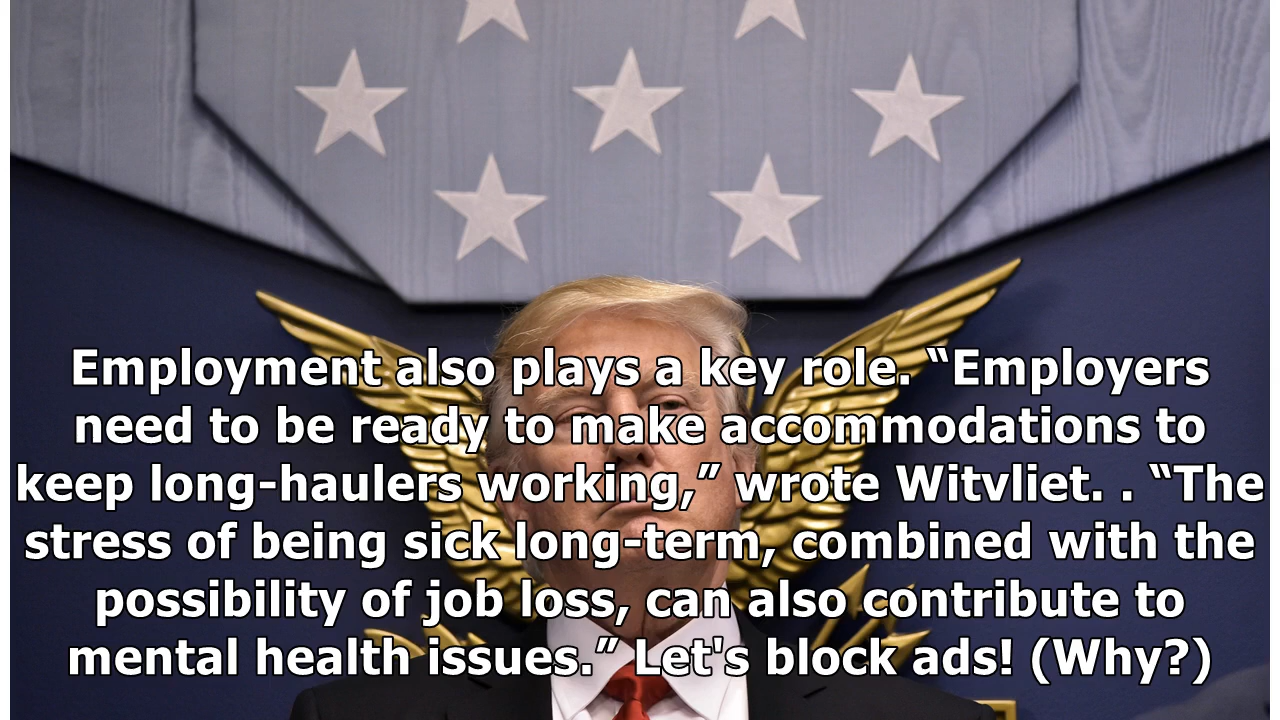 Employment also plays a key role. “Employers
need to be ready to make accommodations to
keep long-haulers working,” wrote Witvliet. . “The
stress of being sick long-term, combined with the
possibility of job loss, can also contribute to
mental health issues.” Let's block ads! (Why?)